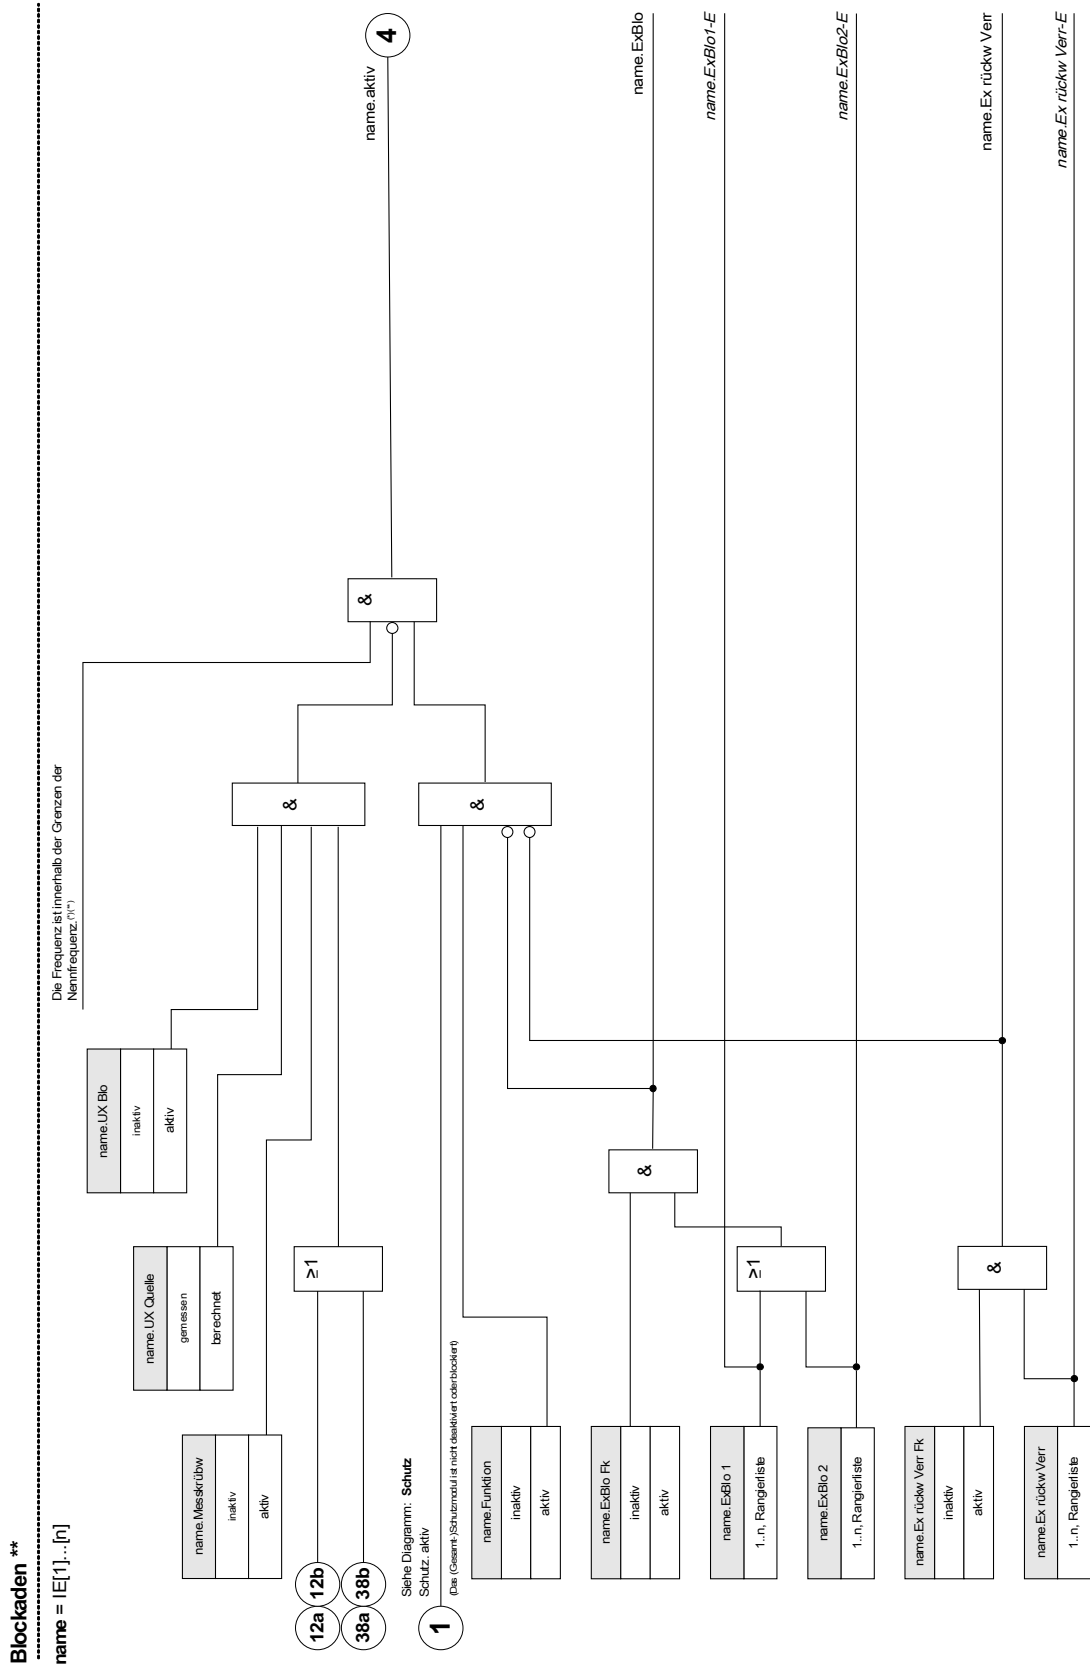 Blockaden **
name = IE[1]...[n]
Die Frequenz ist innerhalb der Grenzen der
Nennfrequenz.(*)(**)
name.UX Blo
inaktiv
aktiv
name.UX Quelle
gemessen
berechnet
name.Messkrübw
inaktiv
aktiv
12a
12b
38a
38b
≥1
&
&
&
name.aktiv
4
Siehe Diagramm: Schutz
Schutz. aktiv
1
(Das (Gesamt-)Schutzmodul ist nicht deaktiviert oder blockiert)
name.Funktion
inaktiv
aktiv
name.ExBlo Fk
inaktiv
aktiv
&
name.ExBlo
name.ExBlo 1
1..n, Rangierliste
≥1
name.ExBlo1-E
name.ExBlo 2
1..n, Rangierliste
name.ExBlo2-E
name.Ex rückw Verr Fk
inaktiv
aktiv
&
name.Ex rückw Verr
name.Ex rückw Verr
1..n, Rangierliste
name.Ex rückw Verr-E